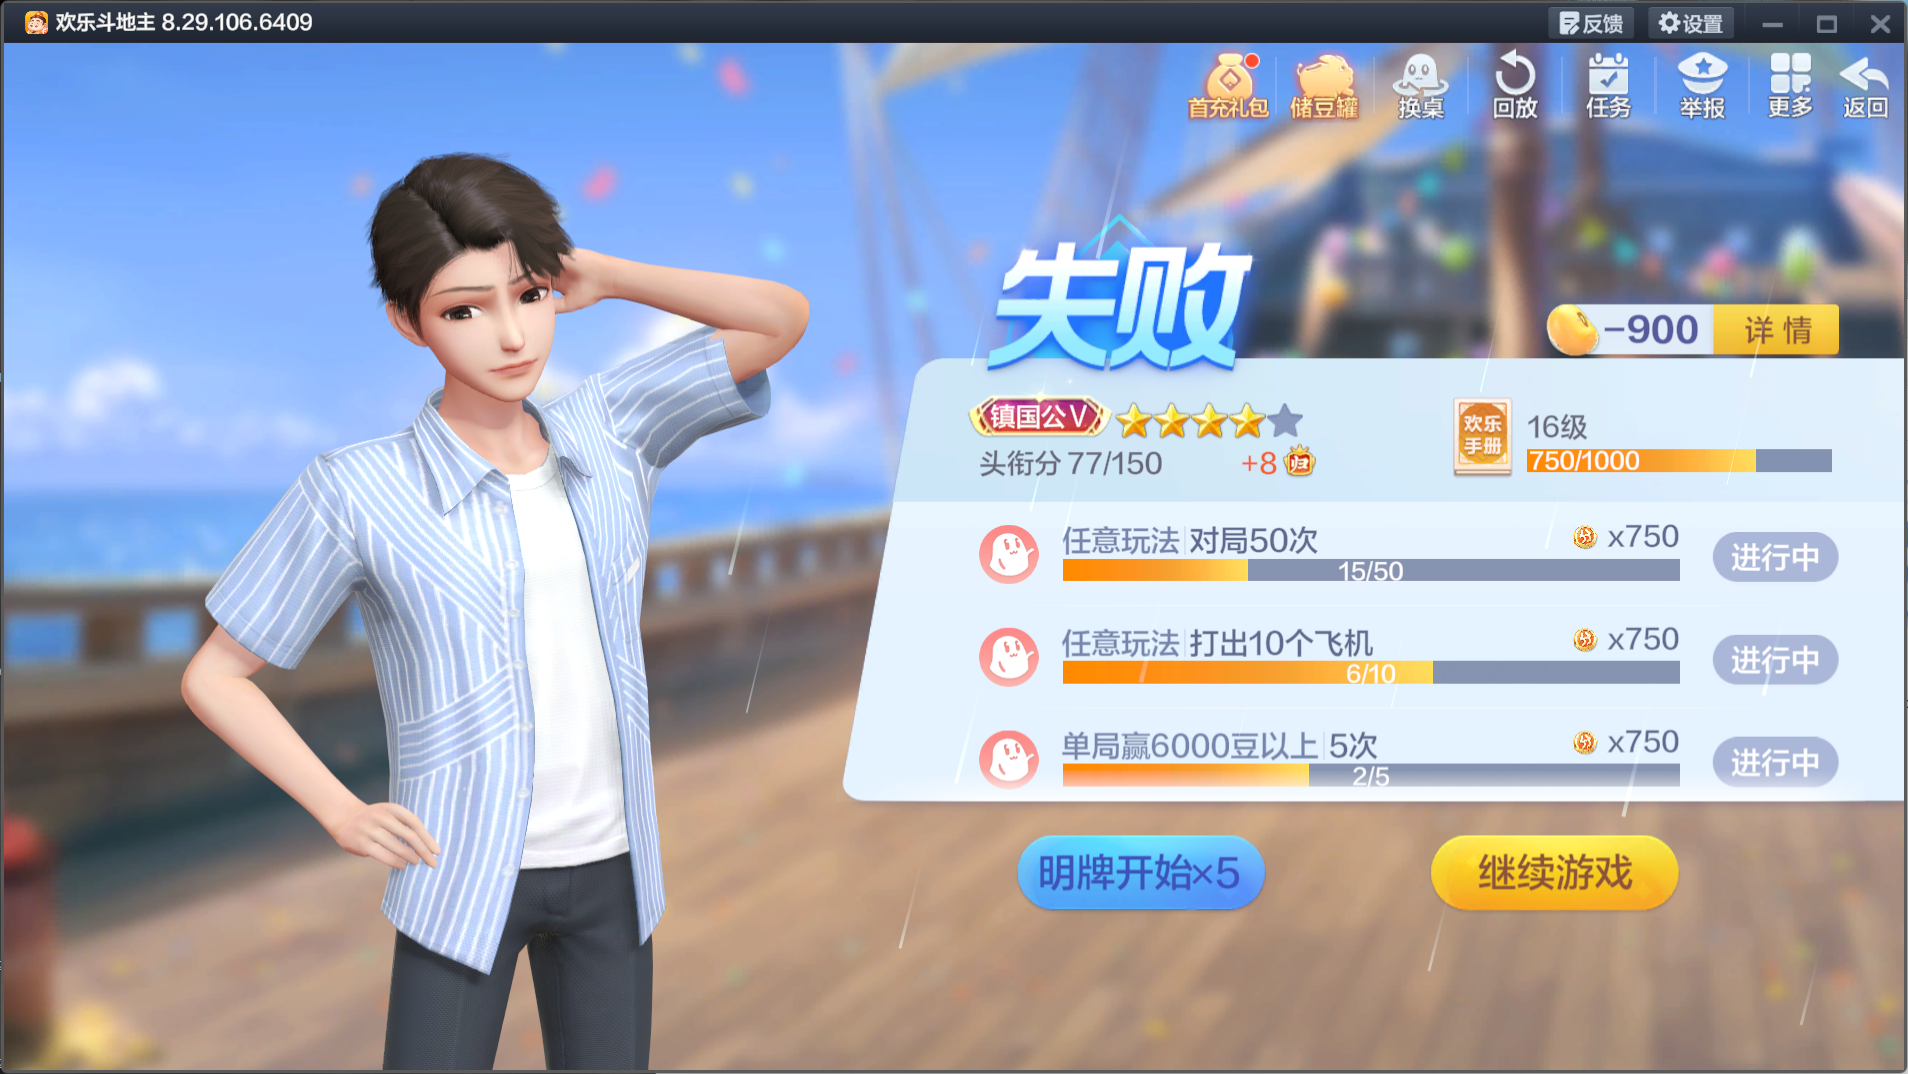 欢乐斗地主 8.29.106.6409
反馈
设置
首充礼包
储豆罐
换桌
回放
任务
举报
更多
返回
失败
-900
详情
镇国公V
头衔分 77/150
+8
归
欢乐
手册
16级
750/1000
任意玩法 对局50次
x750
15/50
进行中
任意玩法 打出10个飞机
x750
6/10
进行中
单局赢6000豆以上 5次
x750
2/5
进行中
明牌开始×5
继续游戏